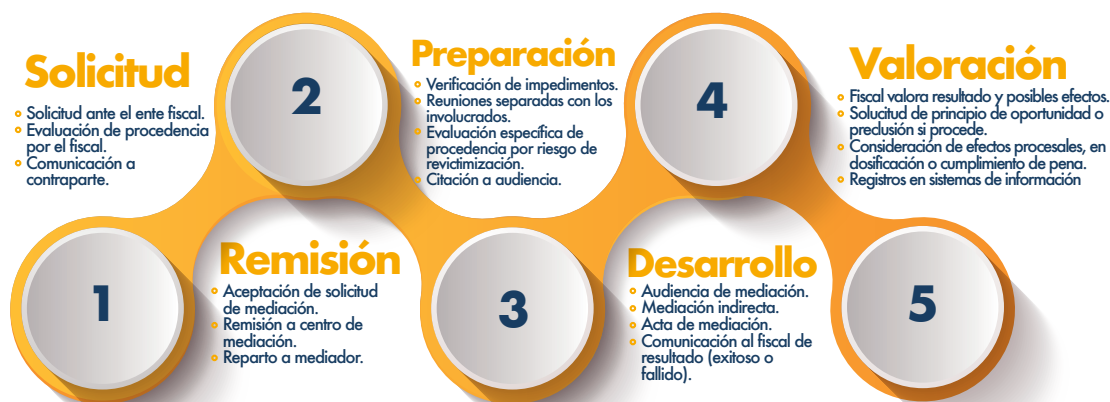 Solicitud
Solicitud ante el ente fiscal.
Evaluación de procedencia
por el fiscal.
Comunicación a
contraparte.
1
2
Remisión
Aceptación de solicitud
de mediación.
Remisión a centro de
mediación.
Reparto a mediador.
Preparación
Verificación de impedimentos.
Reuniones separadas con los
involucrados.
Evaluación específica de
procedencia por riesgo de
revictimización.
Citación a audiencia.
3
4
Desarrollo
Audiencia de mediación.
Mediación indirecta.
Acta de mediación.
Comunicación al fiscal de
resultado (exitoso o
fallido).
Valoración
Fiscal valora resultado y posibles efectos.
Solucitud de principio de oportunidad o
preclusión si procede.
Consideración de efectos procesales, en
dosificación o cumplimiento de pena.
Registros en sistemas de información
5